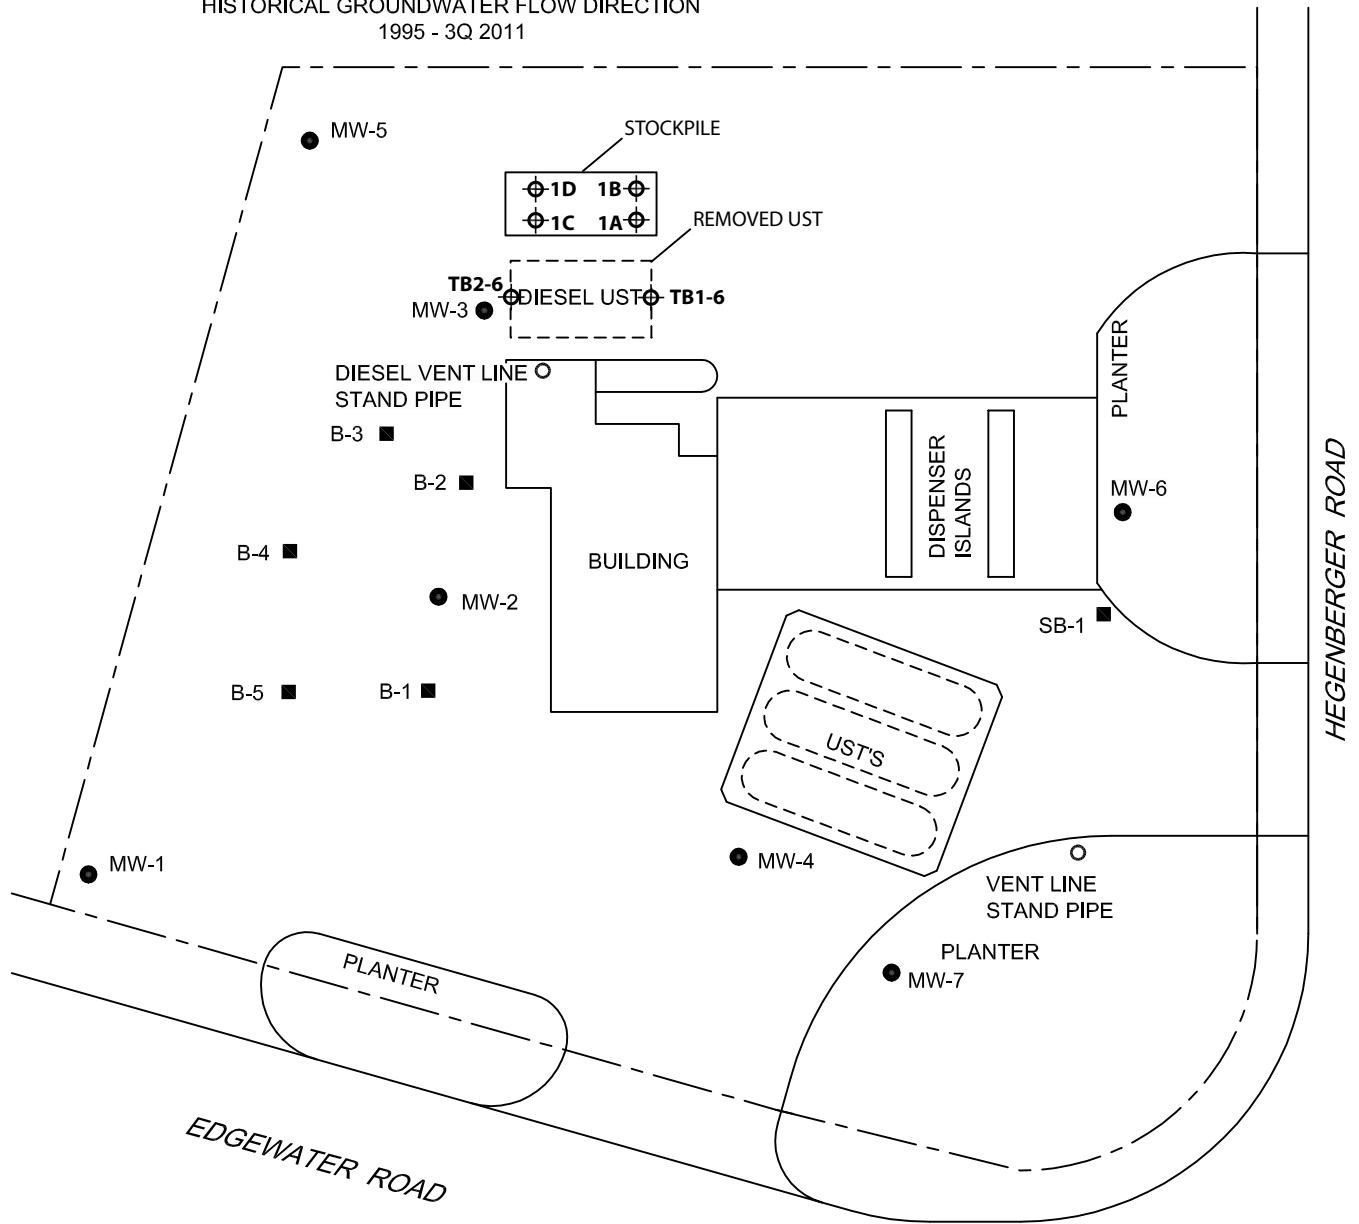 HISTORICAL GROUNDWATER FLOW DIRECTION
1995 - 3Q 2011
MW-5
STOCKPILE
1D
1B
1C
1A
REMOVED UST
TB2-6
DIESEL UST
TB1-6
MW-3
DIESEL VENT LINE
STAND PIPE
PLANTER
B-3
B-2
DISPENSER
ISLANDS
MW-6
HEGENBERGER ROAD
B-4
BUILDING
MW-2
SB-1
B-5
B-1
UST'S
MW-1
MW-4
VENT LINE
STAND PIPE
PLANTER
PLANTER
MW-7
EDGEWATER ROAD